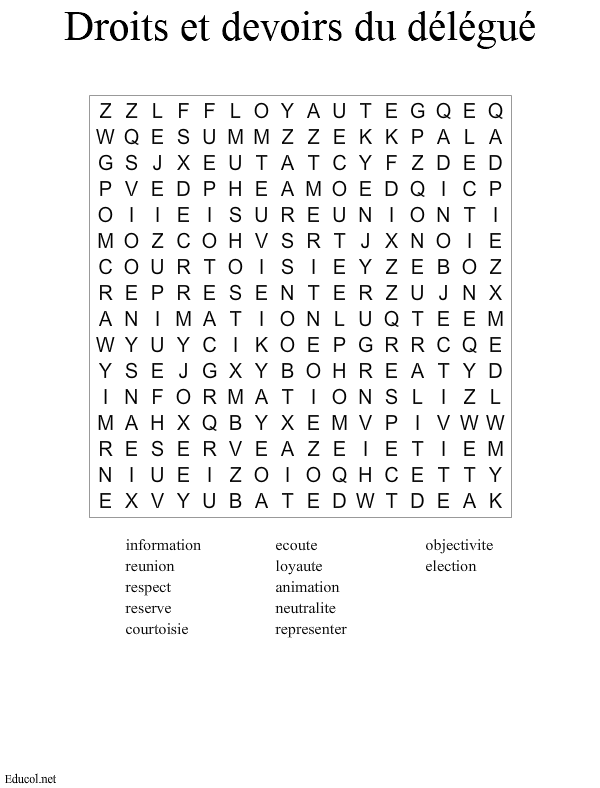 Droits et devoirs du délégué
Z Z L F F L O Y A U T E G Q E Q
W Q E S U M M Z Z E K K P A L A
G S J X E U T A T C Y F Z D E D
P V E D P H E A M O E D Q I C P
O I I E I S U R E U N I O N T I
M O Z C O H V S R T J X N O I E
C O U R T O I S I E Y Z E B O Z
R E P R E S E N T E R Z U J N X
A N I M A T I O N L U Q T E E M
W Y U Y C I K O E P G R R C Q E
Y S E J G X Y B O H R E A T Y D
I N F O R M A T I O N S L I Z L
M A H X Q B Y X E M V P I V W W
R E S E R V E A Z E I E T I E M
N I U E I Z O I O Q H C E T T Y
E X V Y U B A T E D W T D E A K
information ecoute objectivite
reunion loyaute election
respect animation
reserve neutralite
courtoisie representer
Educol.net